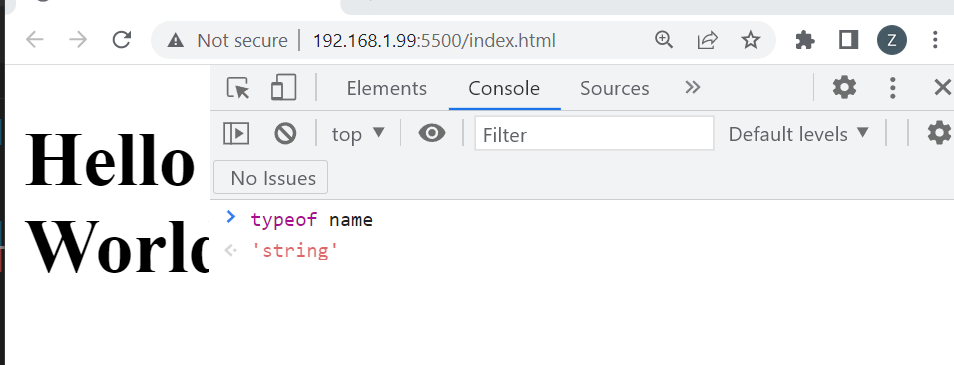 Not secure | 192.168.1.99:5500/index.html
Z
Elements Console Sources
top Filter Default levels
No Issues
Hello
World
typeof name
'string'